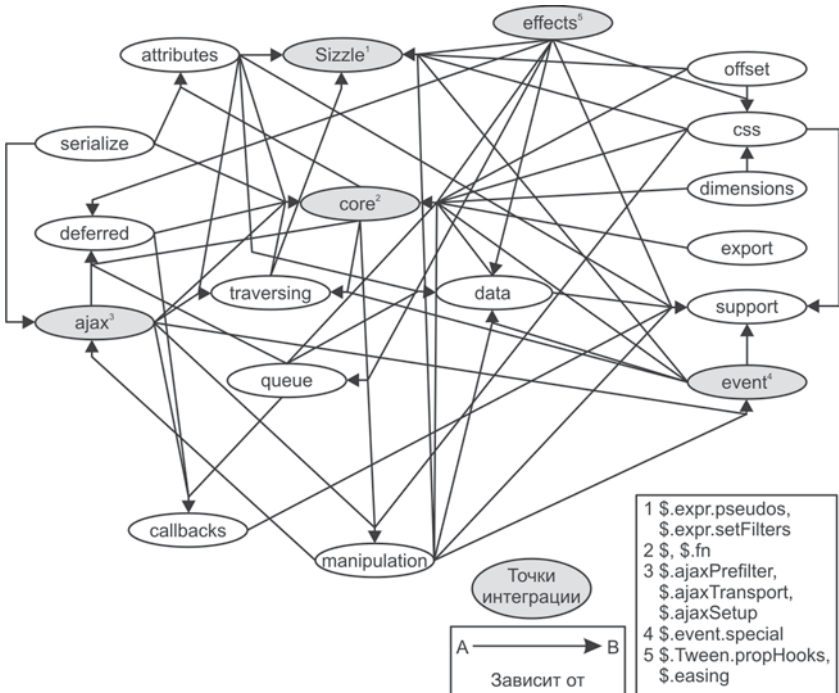 effects⁵
attributes
Sizzle¹
offset
css
serialize
core²
dimensions
deferred
export
traversing
data
support
ajax³
queue
event⁴
callbacks
manipulation
Точки
интеграции
A
B
Зависит от
1 $.expr.pseudos,
$.expr.setFilters
2 $, $.fn
3 $.ajaxPrefilter,
$.ajaxTransport,
$.ajaxSetup
4 $.event.special
5 $.Tween.propHooks,
$.easing